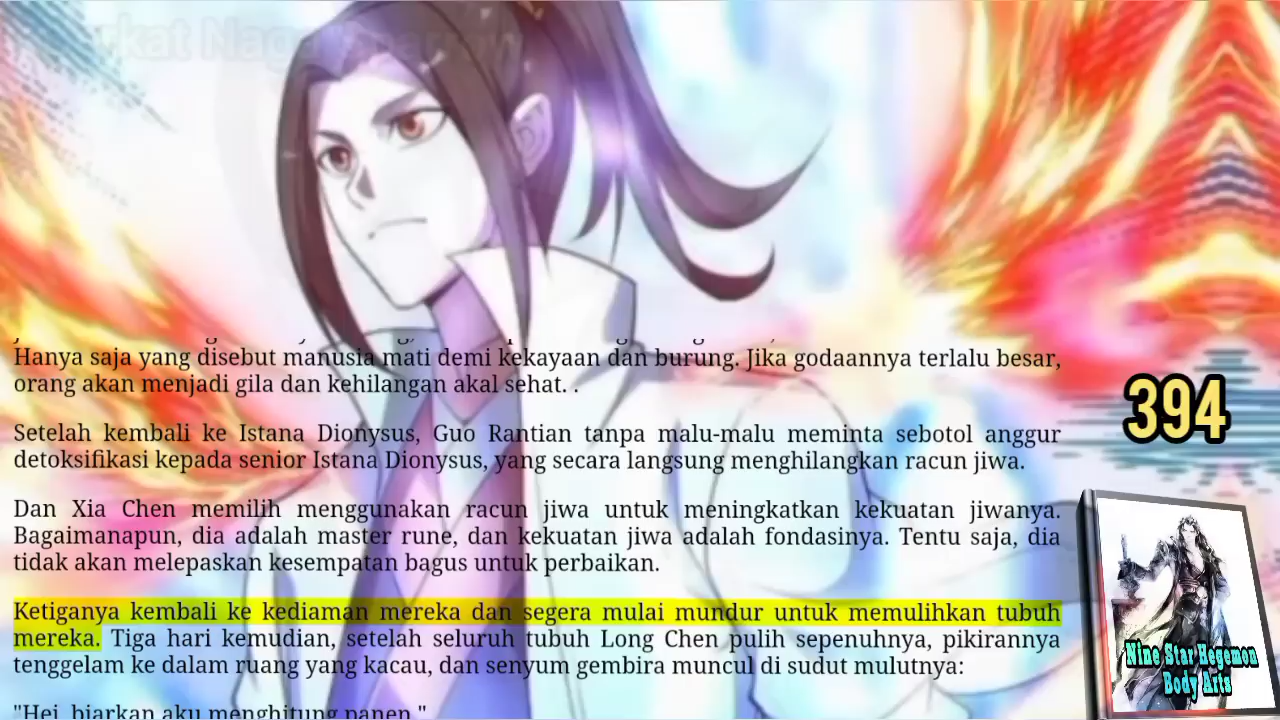 Hanya saja yang disebut manusia mati demi kekayaan dan burung. Jika godaannya terlalu besar,
orang akan menjadi gila dan kehilangan akal sehat. .
Setelah kembali ke Istana Dionysus, Guo Rantian tanpa malu-malu meminta sebotol anggur
detoksifikasi kepada senior Istana Dionysus, yang secara langsung menghilangkan racun jiwa.
Dan Xia Chen memilih menggunakan racun jiwa untuk meningkatkan kekuatan jiwanya.
Bagaimanapun, dia adalah master rune, dan kekuatan jiwa adalah fondasinya. Tentu saja, dia
tidak akan melepaskan kesempatan bagus untuk perbaikan.
Ketiganya kembali ke kediaman mereka dan segera mulai mundur untuk memulihkan tubuh
mereka. Tiga hari kemudian, setelah seluruh tubuh Long Chen pulih sepenuhnya, pikirannya
tenggelam ke dalam ruang yang kacau, dan senyum gembira muncul di sudut mulutnya:
"Hei, biarkan aku menghitung panen."
394
Nine Star Hegemon
Body Arts